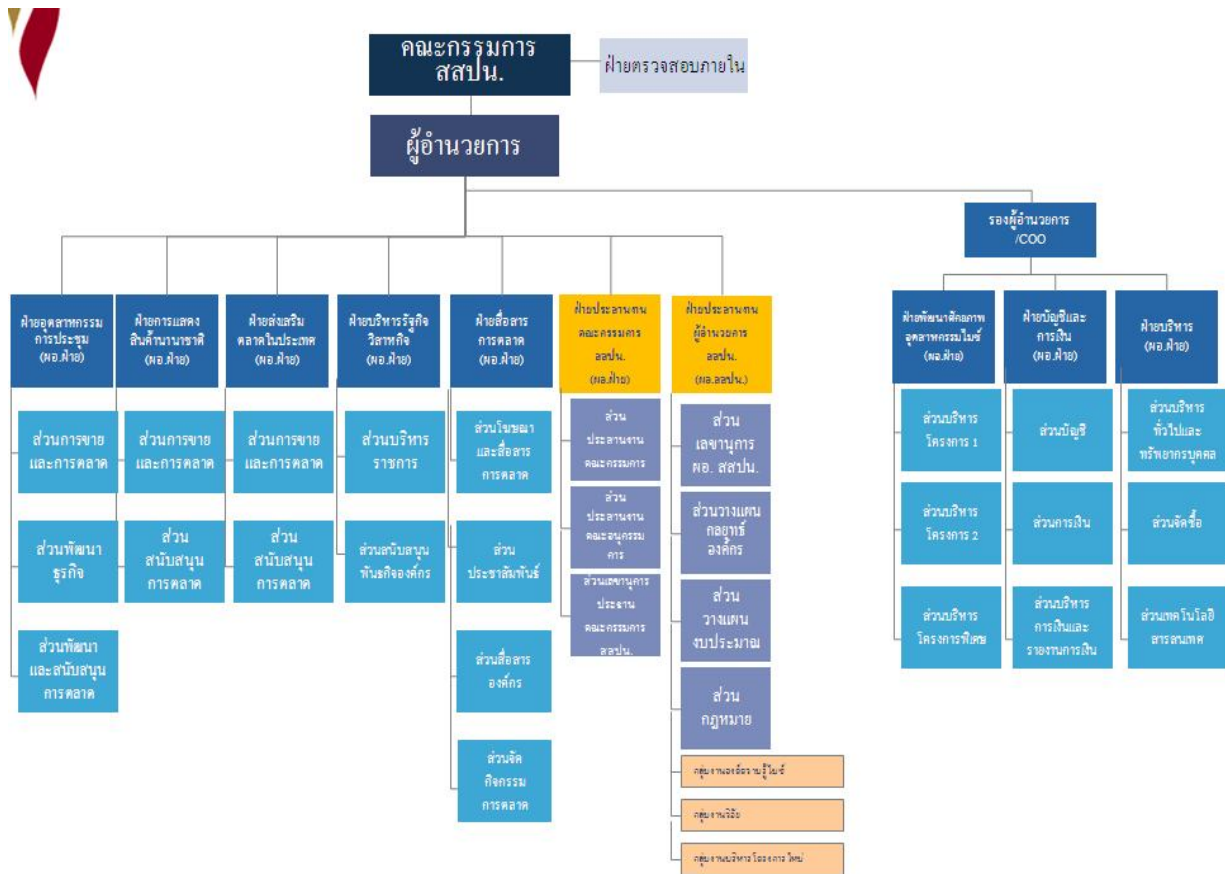 คณะกรรมการ
สสปน.
ฝ่ายตรวจสอบภายใน
ผู้อำนวยการ
รองผู้อำนวยการ
/COO
ฝ่ายอุตสาหกรรม
การประชุม
(ผอ.ฝ่าย)
ฝ่ายการแสดง
สินค้านานาชาติ
(ผอ.ฝ่าย)
ฝ่ายส่งเสริม
ตลาดในประเทศ
(ผอ.ฝ่าย)
ฝ่ายบริหารรัฐกิจ
วิสาหกิจ
(ผอ.ฝ่าย)
ฝ่ายสื่อสาร
การตลาด
(ผอ.ฝ่าย)
ฝ่ายประสานงาน
คณะกรรมการ
สสปน.
(ผอ.ฝ่าย)
ฝ่ายประสานงาน
ผู้อำนวยการ
สสปน.
(ผอ.สสปน.)
ฝ่ายพัฒนาศักยภาพ
อุตสาหกรรมไมซ์
(ผอ.ฝ่าย)
ฝ่ายบัญชีและ
การเงิน
(ผอ.ฝ่าย)
ฝ่ายบริหาร
(ผอ.ฝ่าย)
ส่วนการขาย
และการตลาด
ส่วนพัฒนา
ธุรกิจ
ส่วนพัฒนา
และสนับสนุน
การตลาด
ส่วนการขาย
และการตลาด
ส่วน
สนับสนุน
การตลาด
ส่วนการขาย
และการตลาด
ส่วน
สนับสนุน
การตลาด
ส่วนบริหาร
ราชการ
ส่วนสนับสนุน
พันธกิจองค์กร
ส่วนโฆษณา
และสื่อสาร
การตลาด
ส่วน
ประชาสัมพันธ์
ส่วนสื่อสาร
องค์กร
ส่วนจัด
กิจกรรม
การตลาด
ส่วน
ประสานงาน
คณะกรรมการ
ส่วน
ประสานงาน
คณะอนุกรรม
การ
ส่วนเลขานุการ
ประธาน
คณะกรรมการ
สสปน.
ส่วน
เลขานุการ
ผอ. สสปน.
ส่วนวางแผน
กลยุทธ์
องค์กร
ส่วน
วางแผน
งบประมาณ
ส่วน
กฎหมาย
กลุ่มงานองค์ความรู้ไมซ์
กลุ่มงานวิจัย
กลุ่มงานบริหารโครงการใหม่
ส่วนบริหาร
โครงการ 1
ส่วนบริหาร
โครงการ 2
ส่วนบริหาร
โครงการพิเศษ
ส่วนบัญชี
ส่วนการเงิน
ส่วนบริหาร
การเงินและ
รายงานการเงิน
ส่วนบริหาร
ทั่วไปและ
ทรัพยากรบุคคล
ส่วนจัดซื้อ
ส่วนเทคโนโลยี
สารสนเทศ